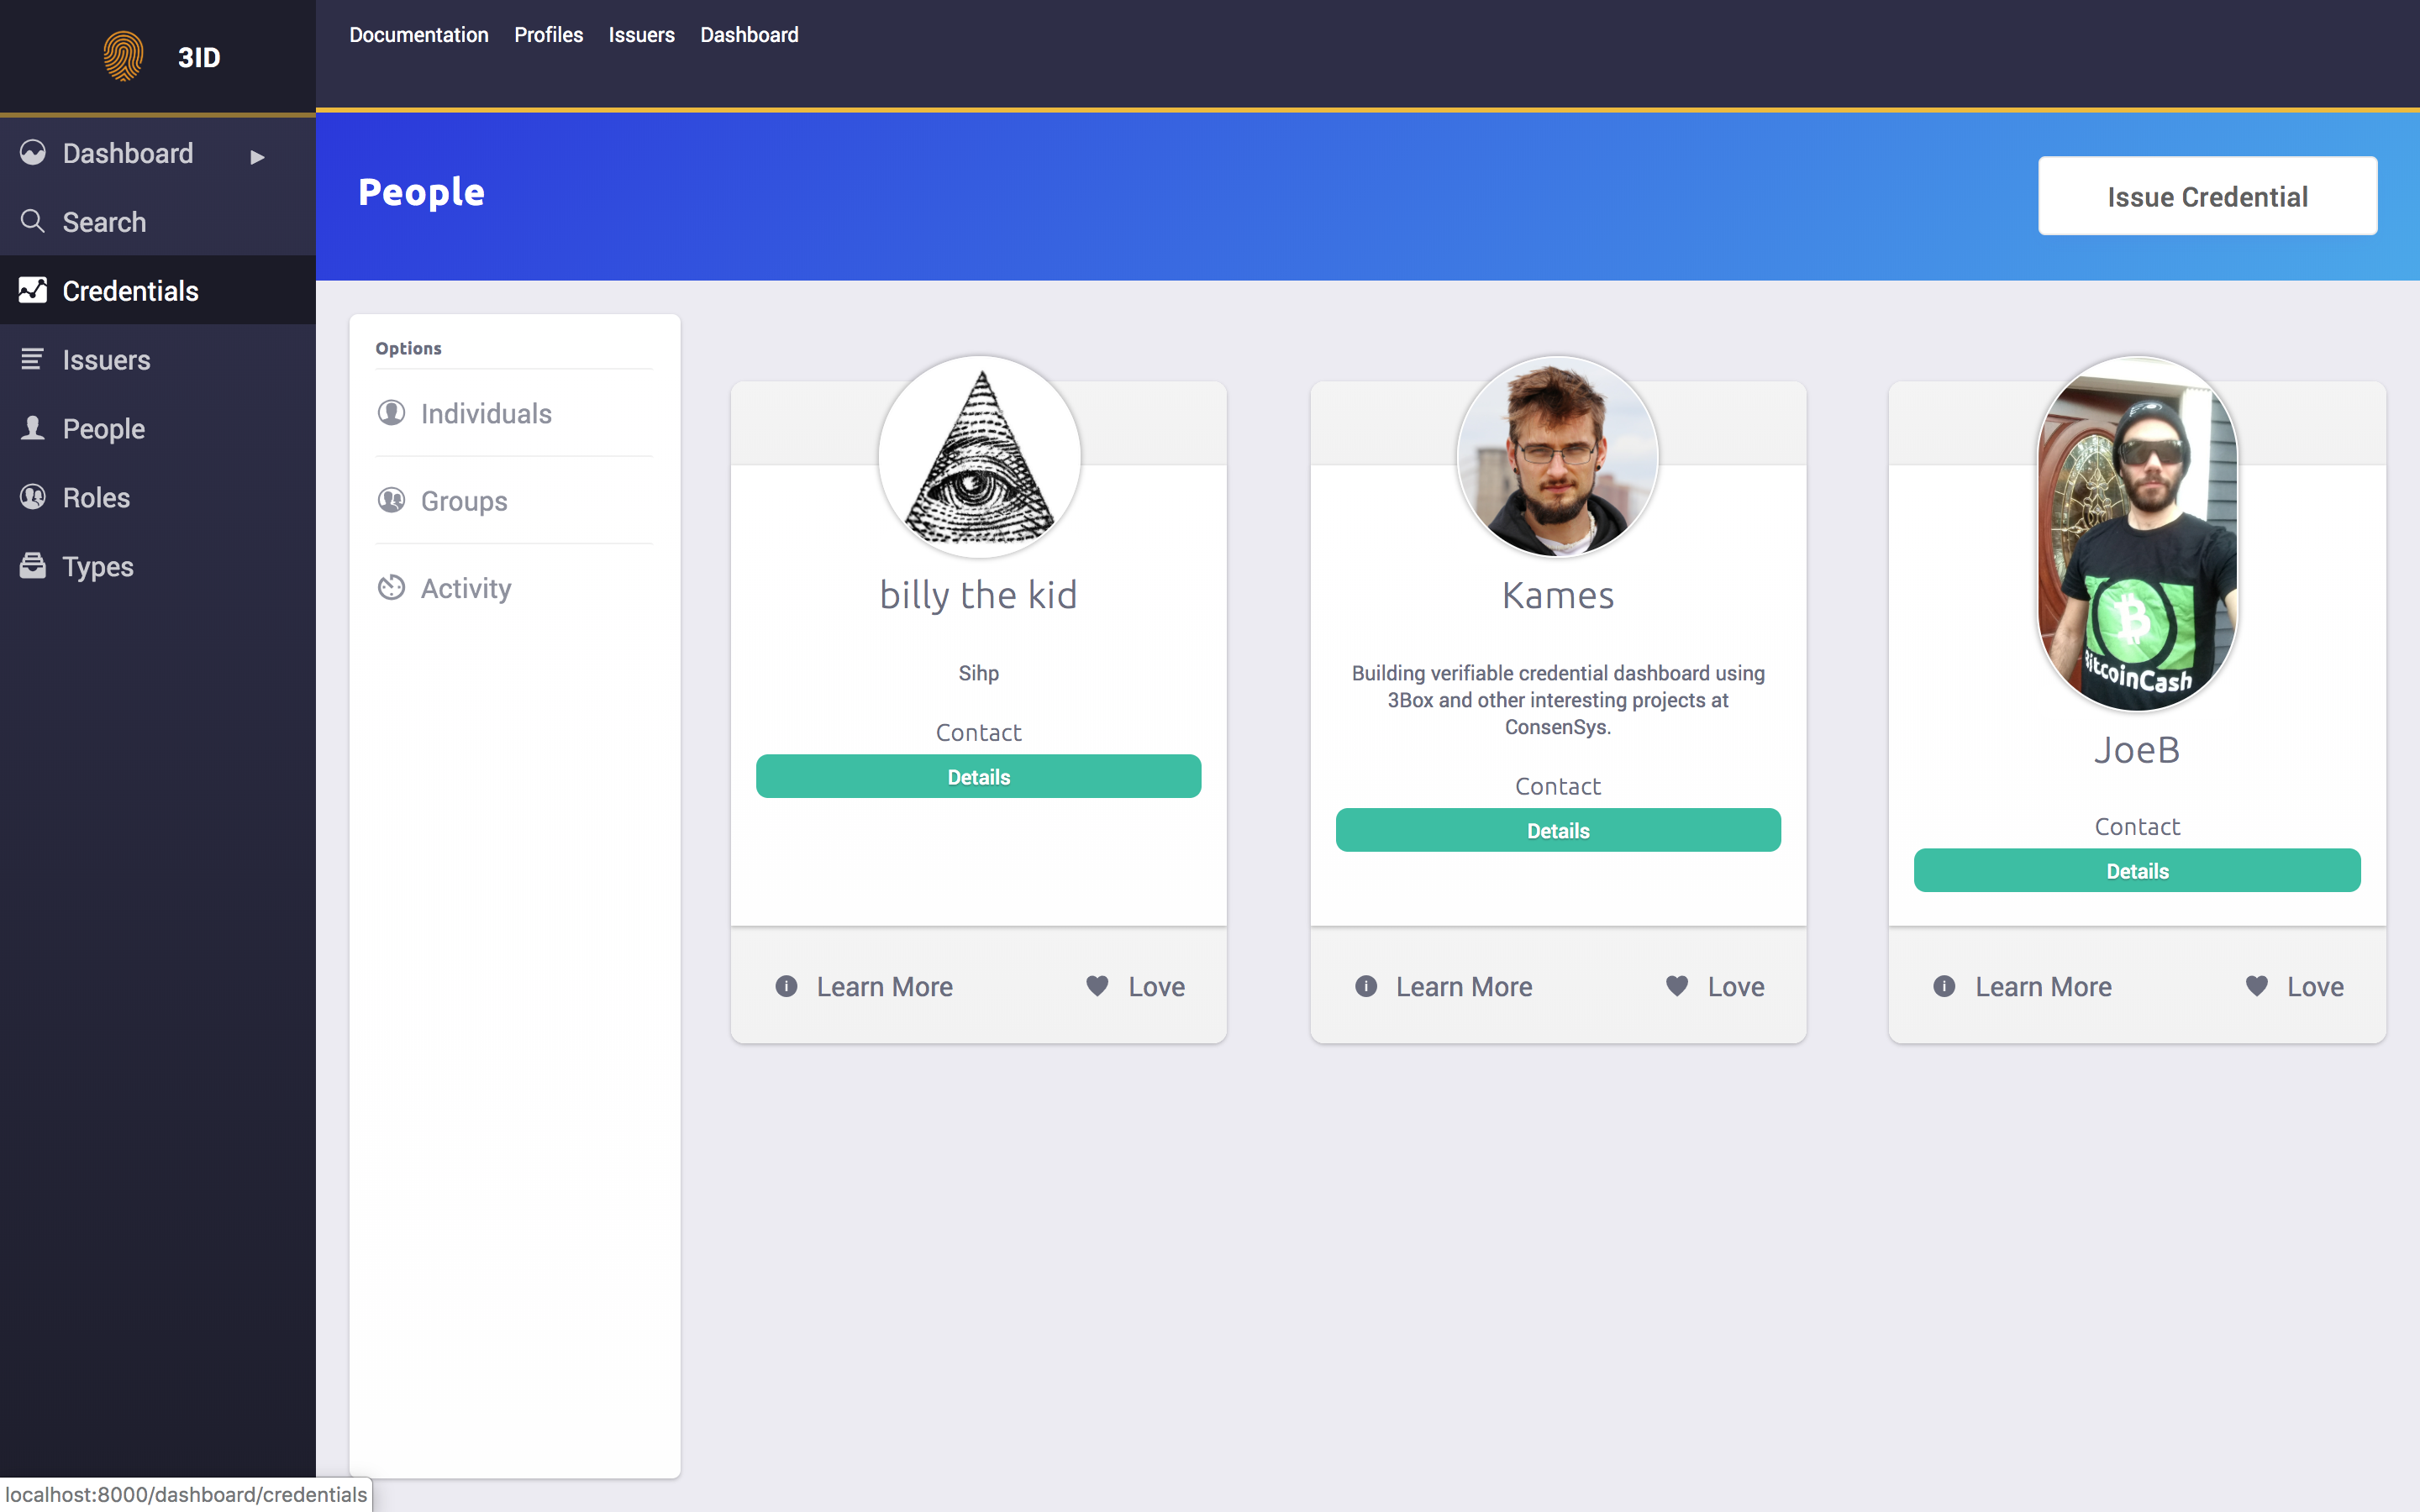 3ID
Documentation Profiles Issuers Dashboard
Dashboard
Search
Credentials
Issuers
People
Roles
Types
People
Issue Credential
Options
Individuals
Groups
Activity
billy the kid
Sihp
Contact
Details
Learn More Love
Kames
Building verifiable credential dashboard using
3Box and other interesting projects at
ConsenSys.
Contact
Details
Learn More Love
BitcoinCash
JoeB
Contact
Details
Learn More Love
localhost:8000/dashboard/credentials